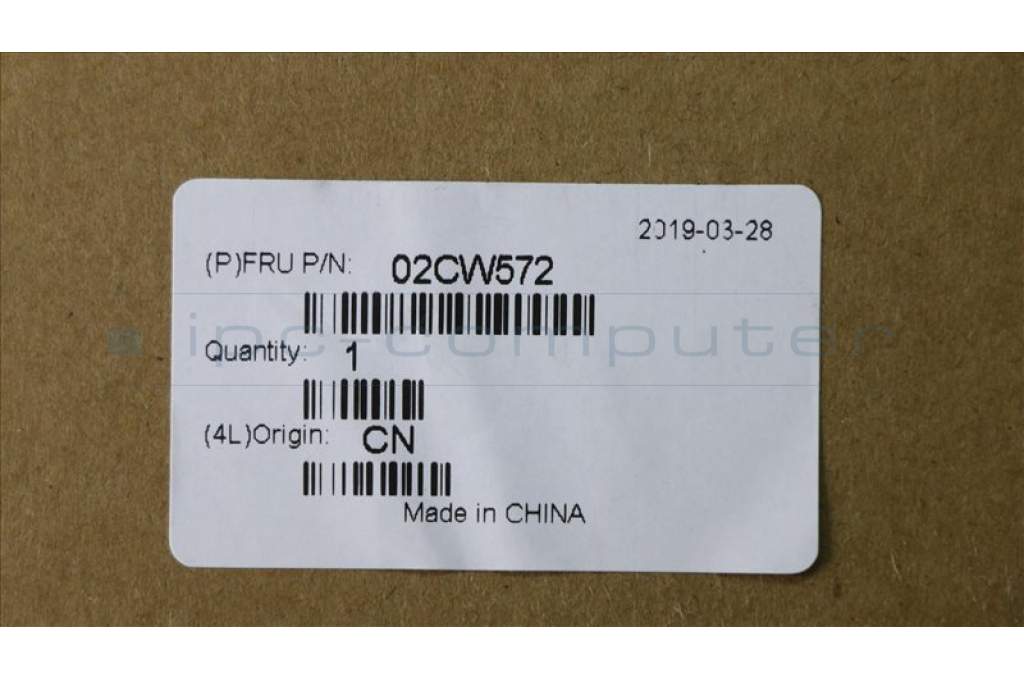 2019-03-28
(P)FRU P/N: 02CW572
ipc-computer
Quantity: 1
(4L)Origin: CN
Made in CHINA